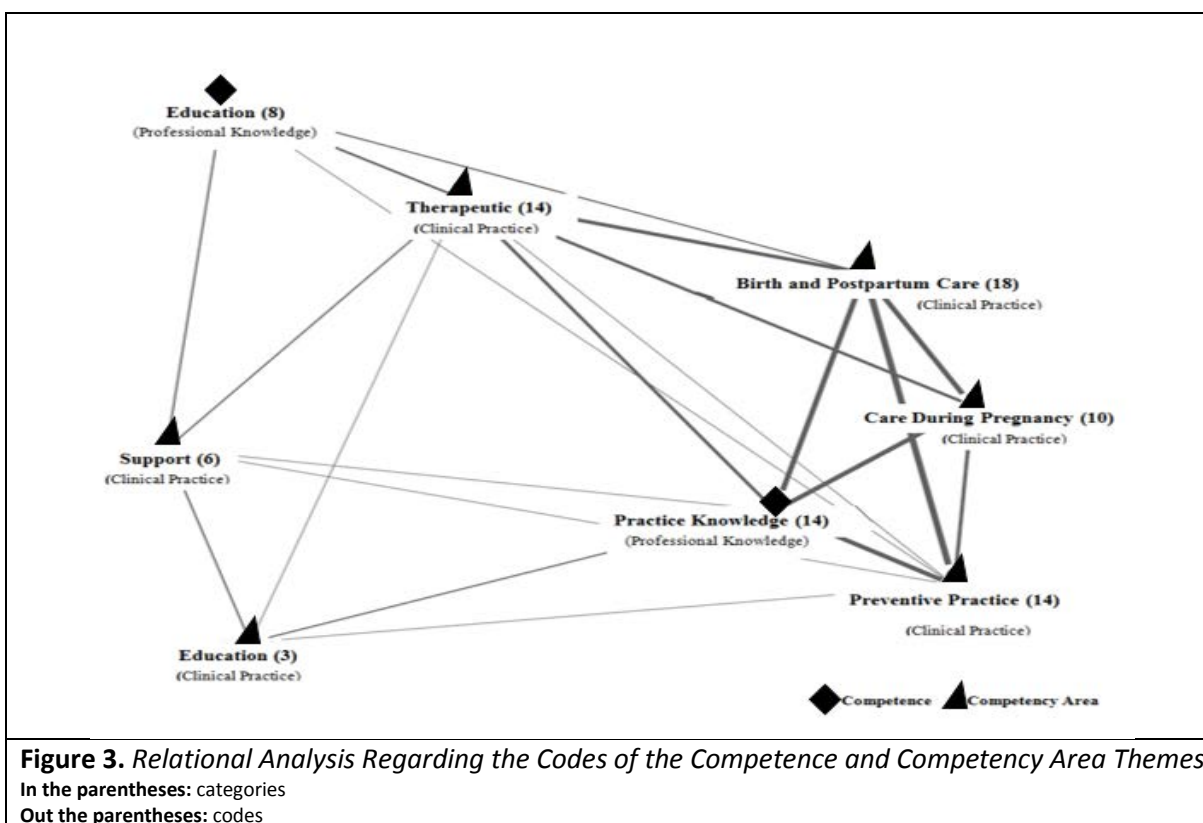 Education (8)
(Professional Knowledge)
Therapeutic (14)
(Clinical Practice)
Birth and Postpartum Care (18)
(Clinical Practice)
Care During Pregnancy (10)
(Clinical Practice)
Support (6)
(Clinical Practice)
Practice Knowledge (14)
(Professional Knowledge)
Preventive Practice (14)
(Clinical Practice)
Education (3)
(Clinical Practice)
Competence Competency Area
Figure 3. Relational Analysis Regarding the Codes of the Competence and Competency Area Themes
In the parentheses: categories
Out the parentheses: codes